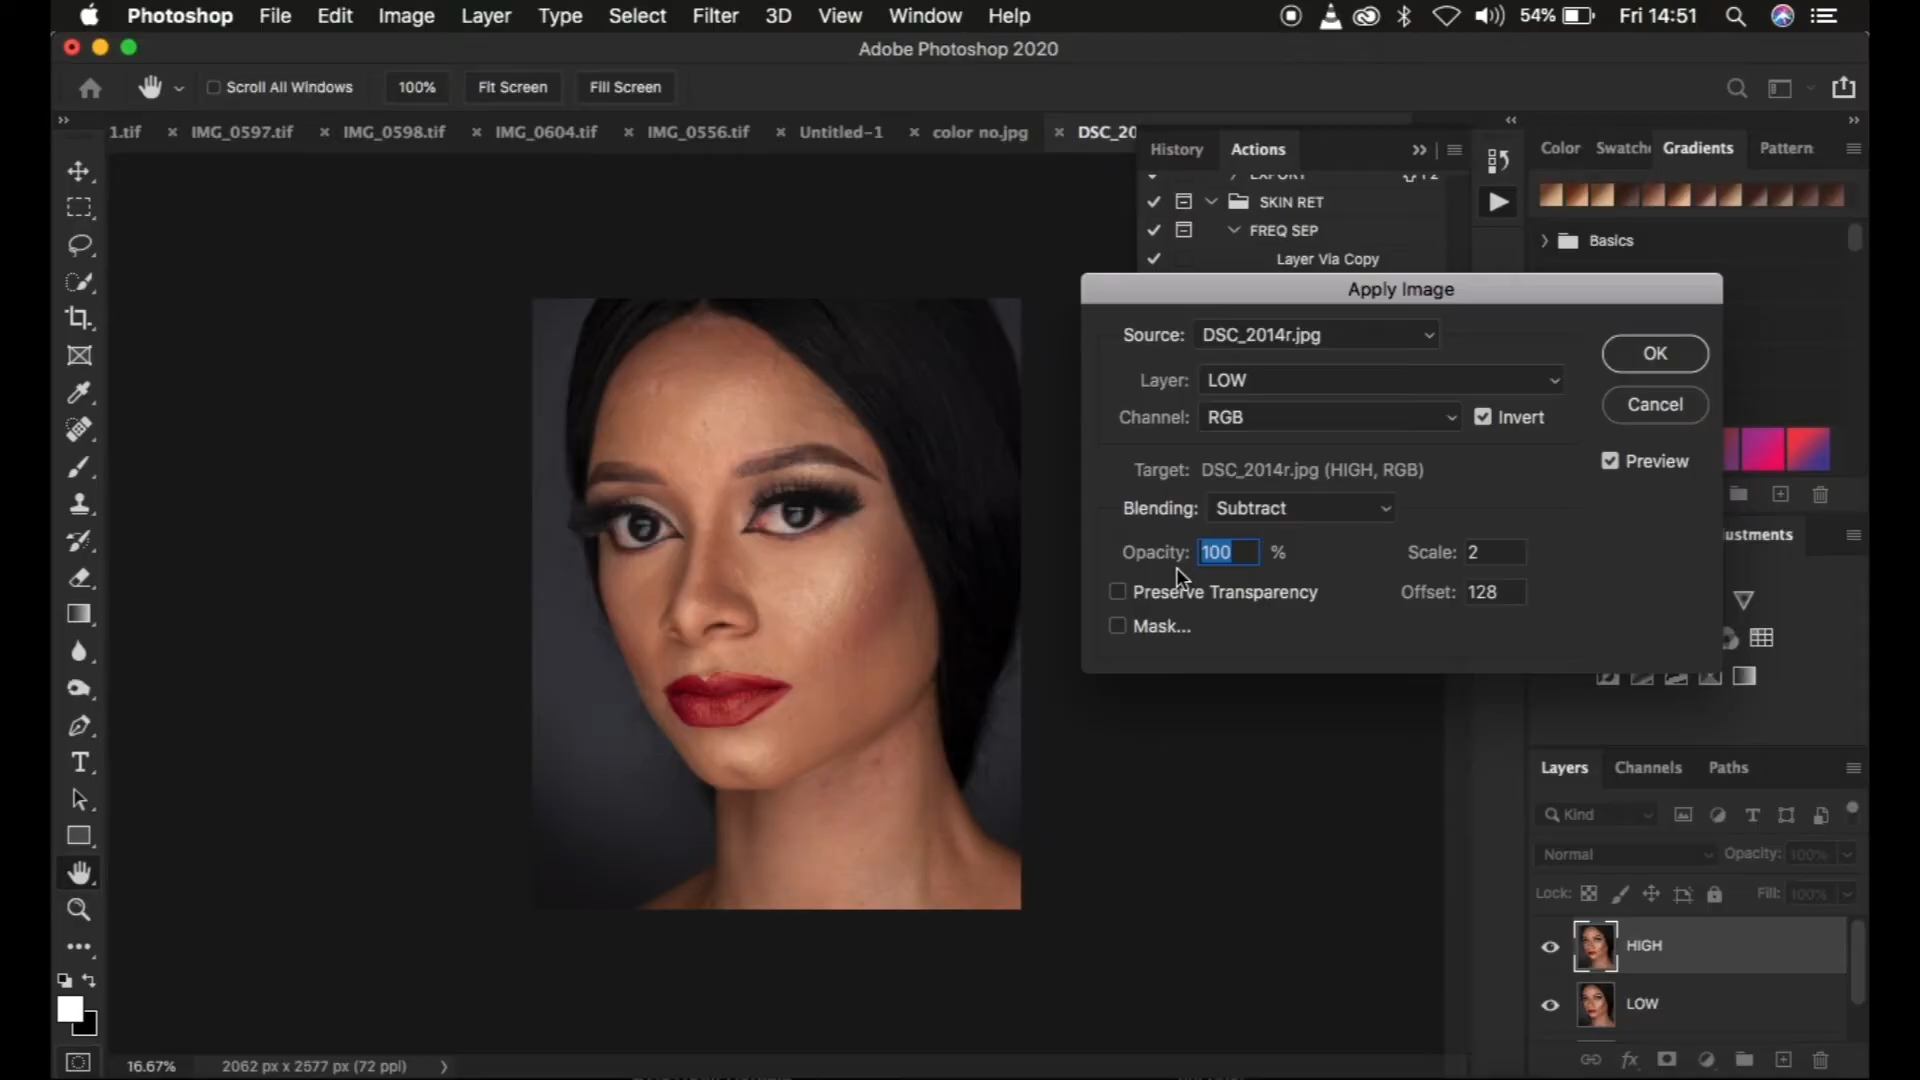 Photoshop File Edit Image Layer Type Select Filter 3D View Window Help 54% Fri 14:51
Adobe Photoshop 2020
Scroll All Windows 100% Fit Screen Fill Screen
1.tif × IMG_0597.tif × IMG_0598.tif × IMG_0604.tif × IMG_0556.tif × Untitled-1 × color no.jpg × DSC_20
History Actions
Color Swatche Gradients Pattern
EXPORT
SKIN RET
FREQ SEP
Basics
Layer Via Copy
Apply Image
Source: DSC_2014r.jpg
OK
Layer: LOW
Cancel
Channel: RGB Invert
Preview
Target: DSC_2014r.jpg (HIGH, RGB)
Blending: Subtract
justments
Opacity: 100 % Scale: 2
Preserve Transparency Offset: 128
Mask...
Layers Channels Paths
Kind
Normal Opacity: 100%
Lock: Fill: 100%
HIGH
LOW
16.67% 2062 px x 2577 px (72 ppi)